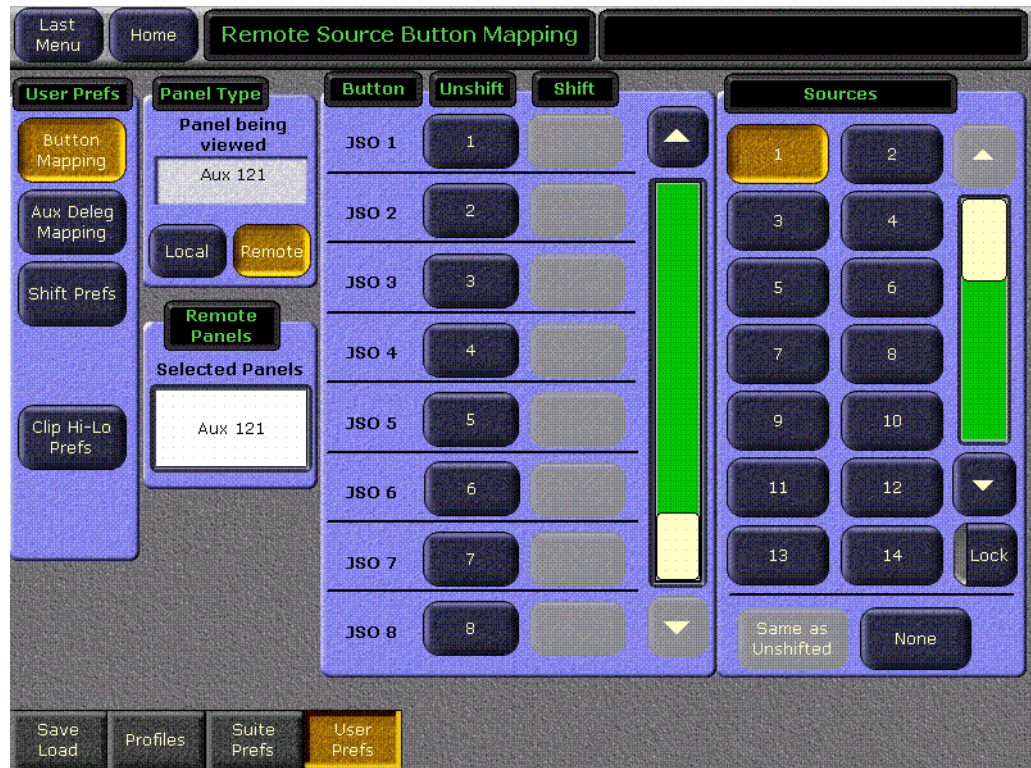 Last
Menu
Home
Remote Source Button Mapping
User Prefs
Button
Mapping
Aux Deleg
Mapping
Shift Prefs
Clip Hi-Lo
Prefs
Panel Type
Panel being
viewed
Aux 121
Local
Remote
Remote
Panels
Selected Panels
Aux 121
Button Unshift Shift
JSO 1 1
JSO 2 2
JSO 3 3
JSO 4 4
JSO 5 5
JSO 6 6
JSO 7 7
JSO 8 8
Sources
1 2
3 4
5 6
7 8
9 10
11 12
13 14
Lock
Same as
Unshifted
None
Save
Load
Profiles
Suite
Prefs
User
Prefs